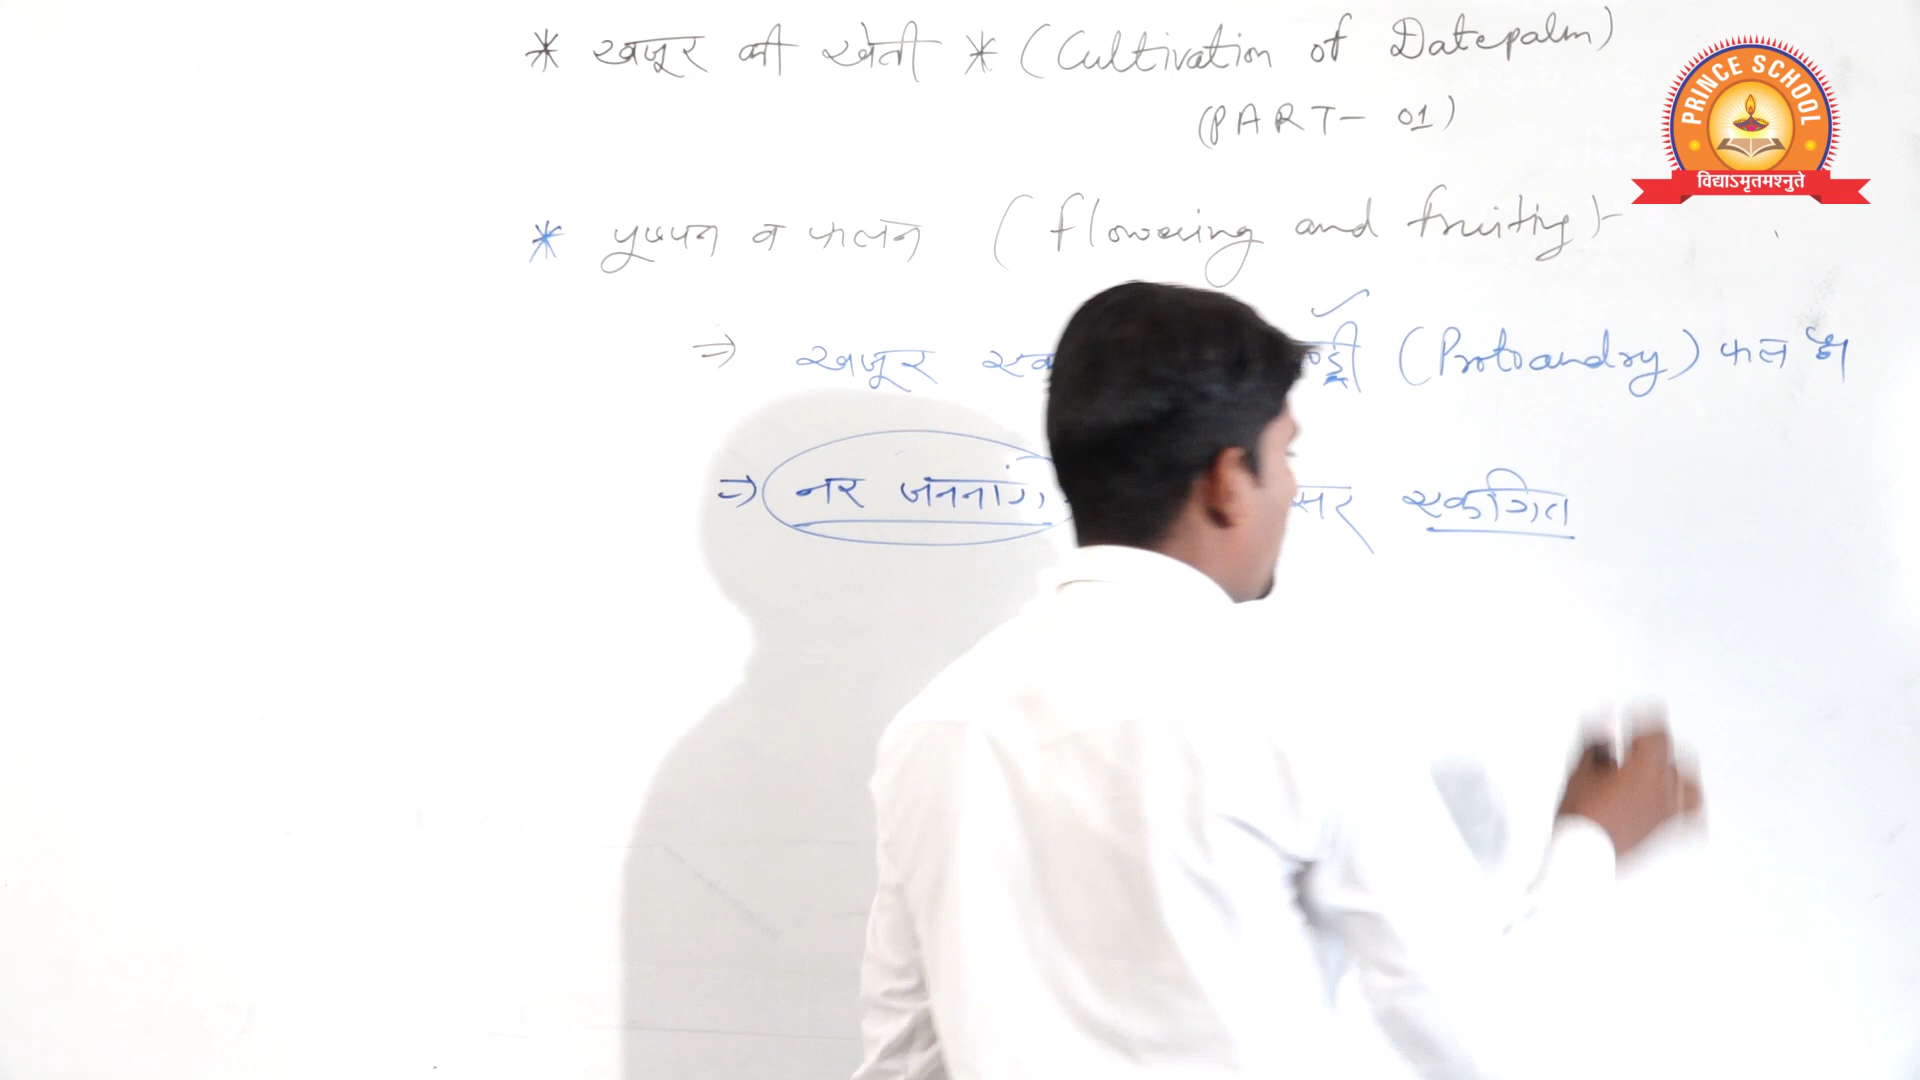 * खजूर की खेती * (Cultivation of Datepalm)
(PART- 01)
PRINCE SCHOOL
विद्याऽमृतमश्नुते
* पुष्पन व फलन (Flowering and fruiting)-
⇒ खजूर (Protoandry) फल है।
⇒ नर जननांग